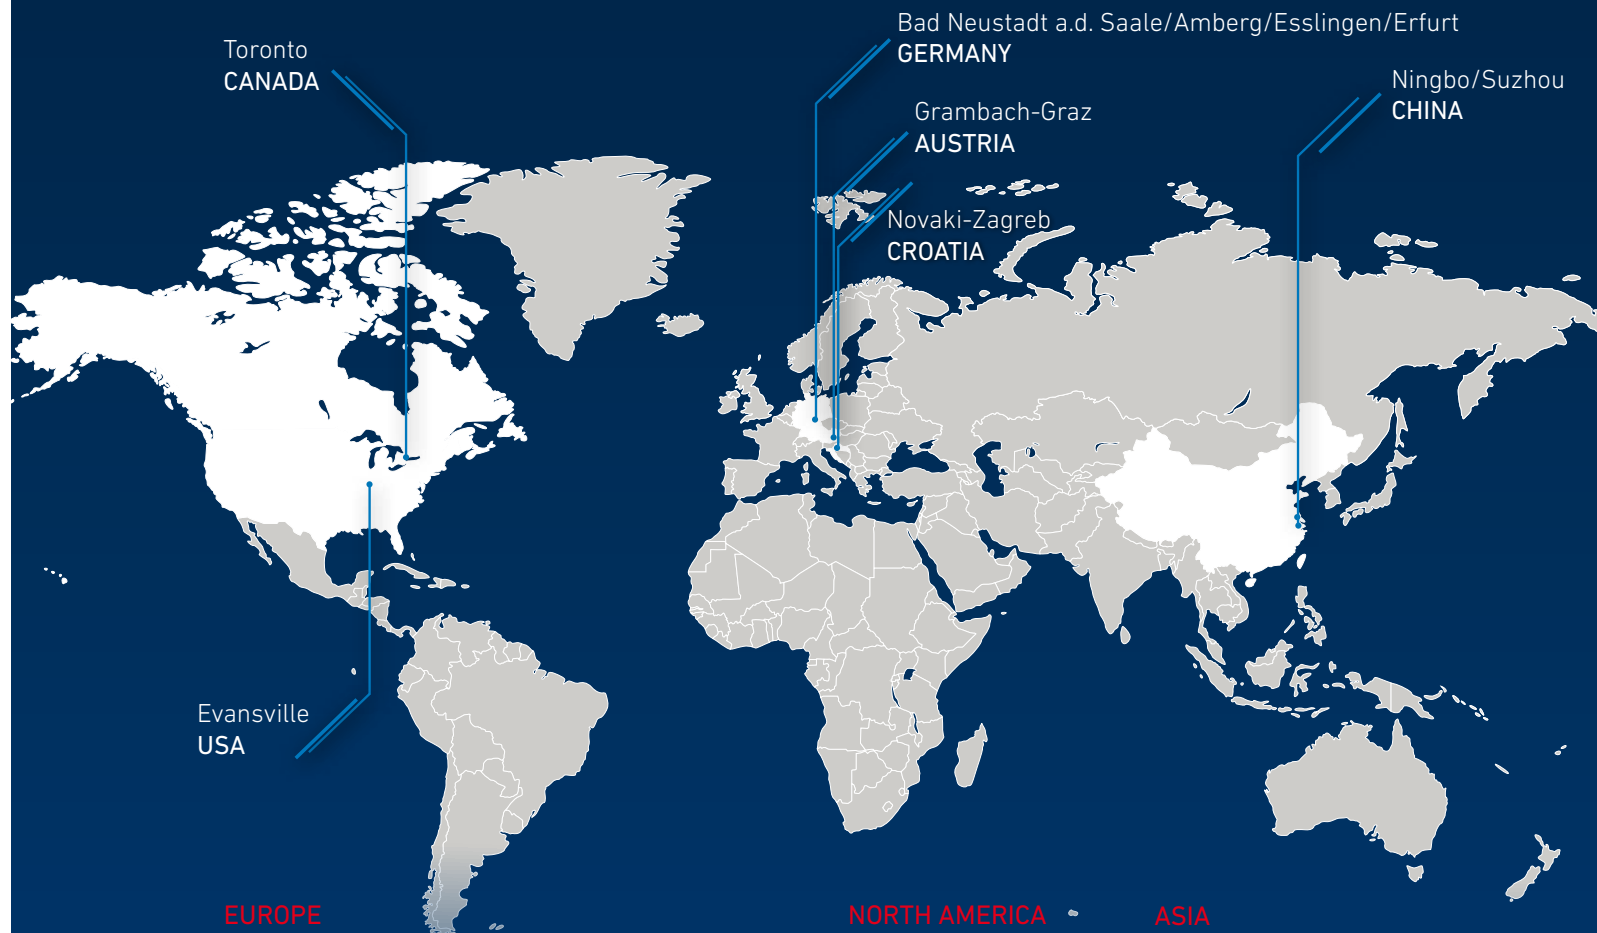 Bad Neustadt a.d. Saale/Amberg/Esslingen/Erfurt
GERMANY
Toronto
CANADA
Ningbo/Suzhou
CHINA
Grambach-Graz
AUSTRIA
Novaki-Zagreb
CROATIA
Evansville
USA
EUROPE
NORTH AMERICA
ASIA